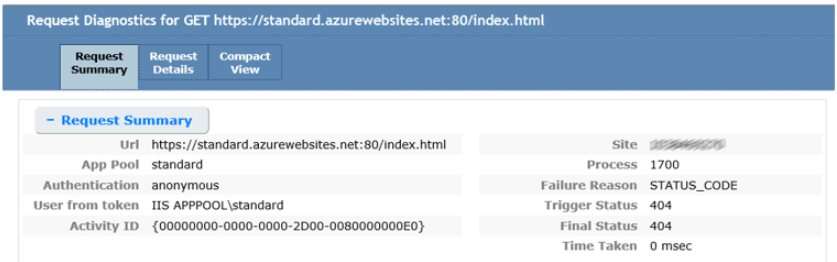 Request Diagnostics for GET https://standard.azurewebsites.net:80/index.html
Request Summary
Request Details
Compact View
− Request Summary
Url https://standard.azurewebsites.net:80/index.html
App Pool standard
Authentication anonymous
User from token IIS APPPOOL\standard
Activity ID {00000000-0000-0000-2D00-0080000000E0}
Site
Process 1700
Failure Reason STATUS_CODE
Trigger Status 404
Final Status 404
Time Taken 0 msec